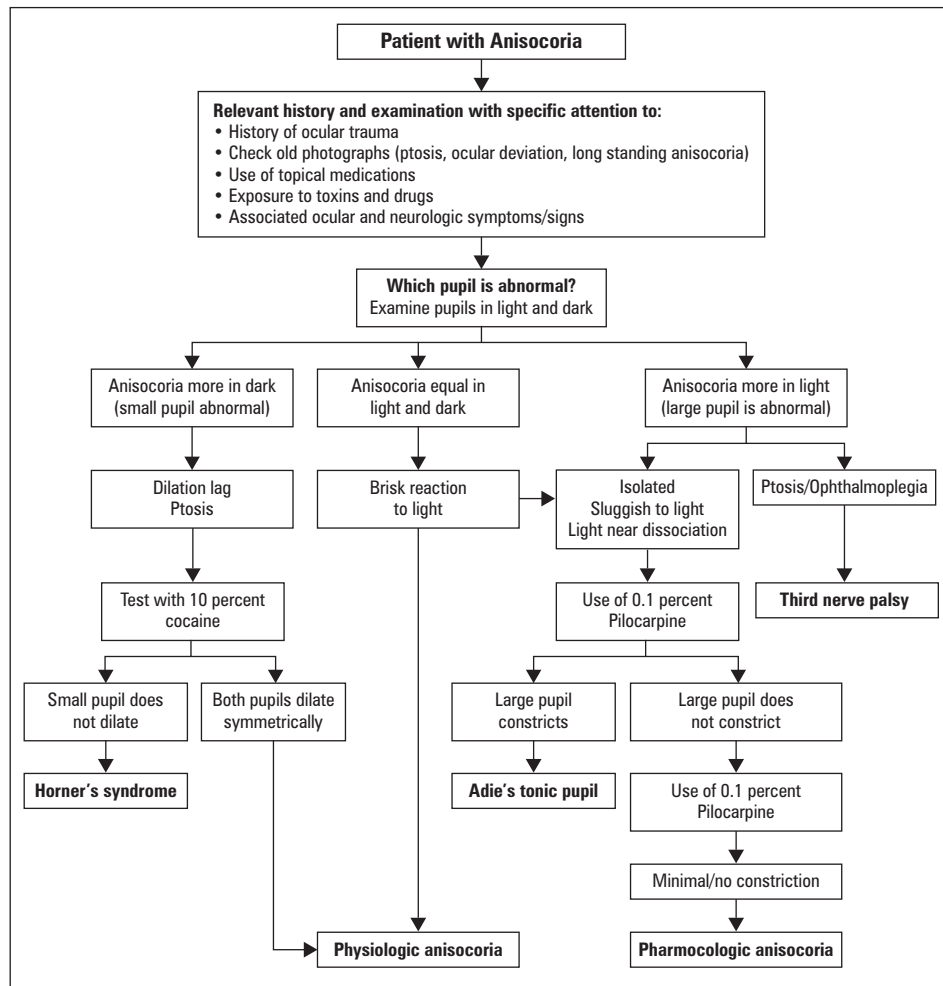 Patient with Anisocoria
Relevant history and examination with specific attention to:
• History of ocular trauma
• Check old photographs (ptosis, ocular deviation, long standing anisocoria)
• Use of topical medications
• Exposure to toxins and drugs
• Associated ocular and neurologic symptoms/signs
Which pupil is abnormal?
Examine pupils in light and dark
Anisocoria more in dark
(small pupil abnormal)
Anisocoria equal in
light and dark
Anisocoria more in light
(large pupil is abnormal)
Dilation lag
Ptosis
Brisk reaction
to light
Isolated
Sluggish to light
Light near dissociation
Ptosis/Ophthalmoplegia
Test with 10 percent
cocaine
Use of 0.1 percent
Pilocarpine
Third nerve palsy
Small pupil does
not dilate
Both pupils dilate
symmetrically
Large pupil
constricts
Large pupil does
not constrict
Horner's syndrome
Adie's tonic pupil
Use of 0.1 percent
Pilocarpine
Minimal/no constriction
Physiologic anisocoria
Pharmocologic anisocoria